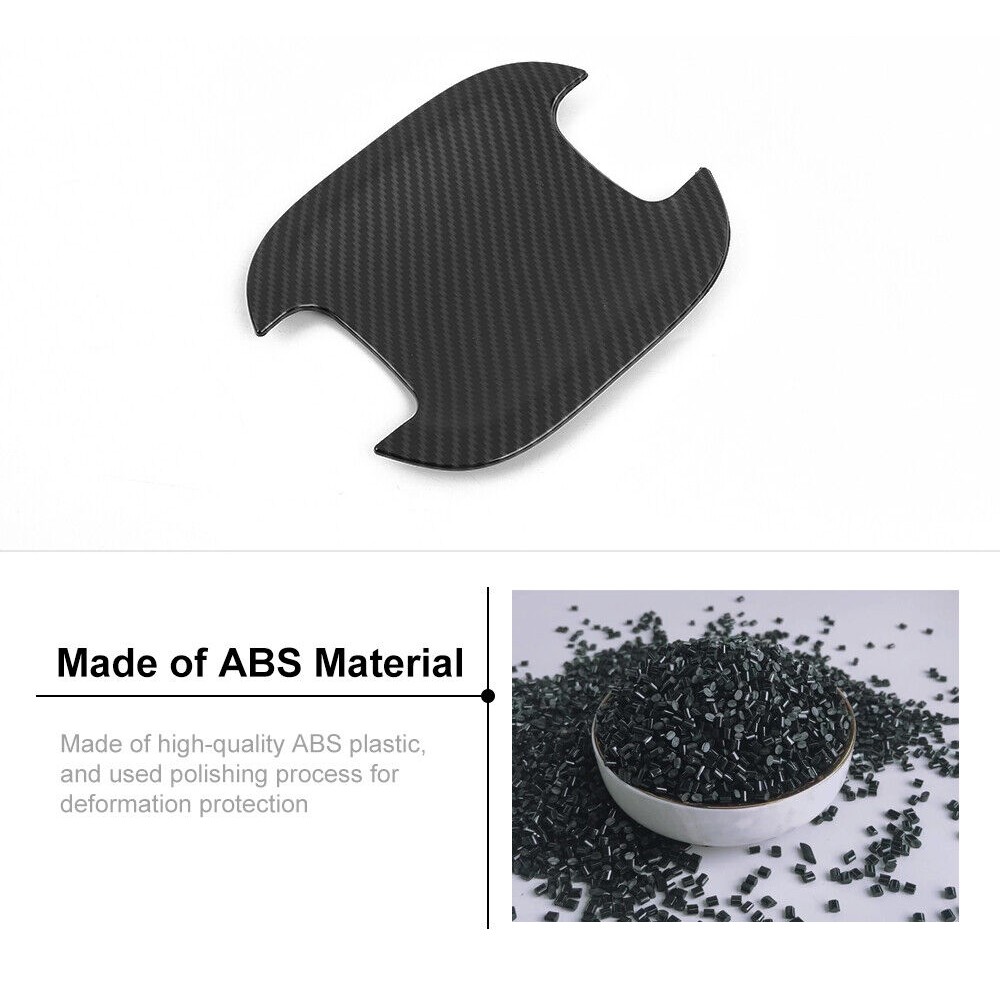 Made of ABS Material
Made of high-quality ABS plastic,
and used polishing process for
deformation protection